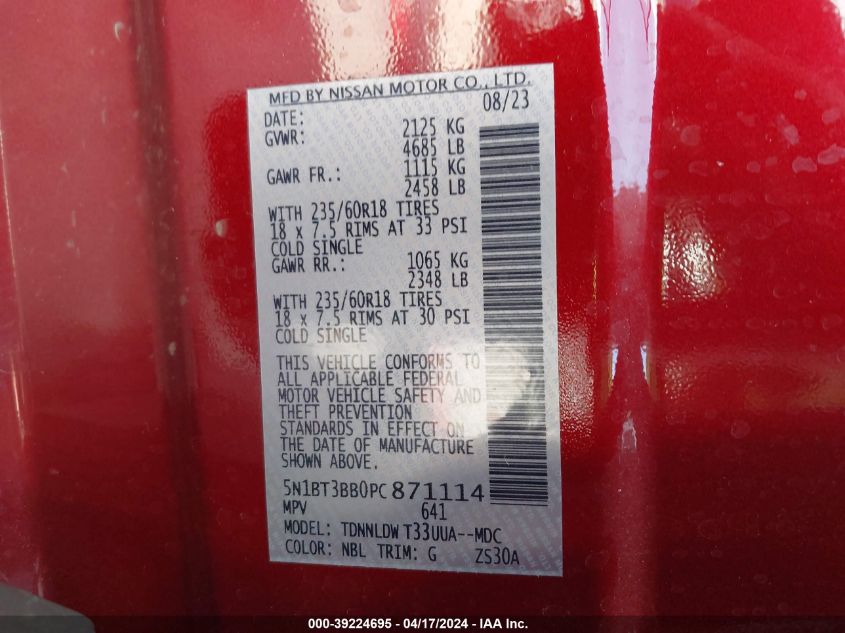 MFD BY NISSAN MOTOR CO., LTD.
DATE: 08/23
GVWR: 2125 KG
4685 LB
GAWR FR.: 1115 KG
2458 LB
WITH 235/60R18 TIRES
18 x 7.5 RIMS AT 33 PSI
COLD SINGLE
GAWR RR.: 1065 KG
2348 LB
WITH 235/60R18 TIRES
18 x 7.5 RIMS AT 30 PSI
COLD SINGLE
THIS VEHICLE CONFORMS TO
ALL APPLICABLE FEDERAL
MOTOR VEHICLE SAFETY AND
THEFT PREVENTION
STANDARDS IN EFFECT ON
THE DATE OF MANUFACTURE
SHOWN ABOVE.
5N1BT3BB0PC871114
MPV 641
MODEL: TDNNLDW T33UUA--MDC
COLOR: NBL TRIM: G ZS30A
000-39224695 - 04/17/2024 - IAA Inc.